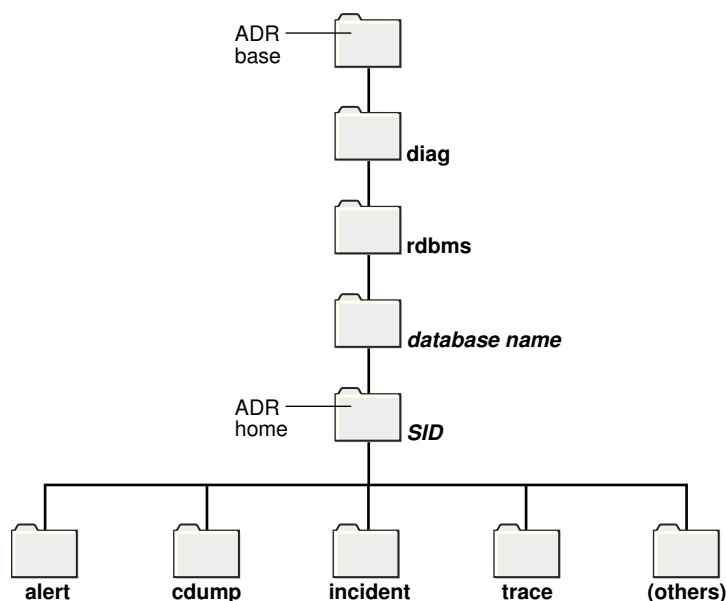 ADR
base
diag
rdbms
database name
ADR
home
SID
alert
cdump
incident
trace
(others)